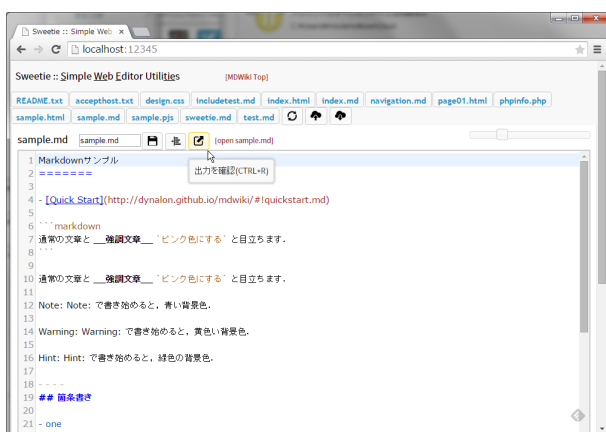 Sweetie :: Simple Web
localhost:12345
Sweetie :: Simple Web Editor Utilities [MDWiki Top]
README.txt accepthost.txt design.css includetest.md index.html index.md navigation.md page01.html phpinfo.php
sample.html sample.md sample.pjs sweetie.md test.md
sample.md sample.md [open sample.md]
出力を確認(CTRL+R)
1 Markdownサンプル
2 =======
3
4 - [Quick Start](http://dynalon.github.io/mdwiki/#!quickstart.md)
5
6 ```markdown
7 通常の文章と __強調文章__ `ピンク色にする` と目立ちます.
8 ```
9
10 通常の文章と __強調文章__ `ピンク色にする` と目立ちます.
11
12 Note: Note: で書き始めると, 青い背景色.
13
14 Warning: Warning: で書き始めると, 黄色い背景色.
15
16 Hint: Hint: で書き始めると, 緑色の背景色.
17
18 ----
19 ## 箇条書き
20
21 - one